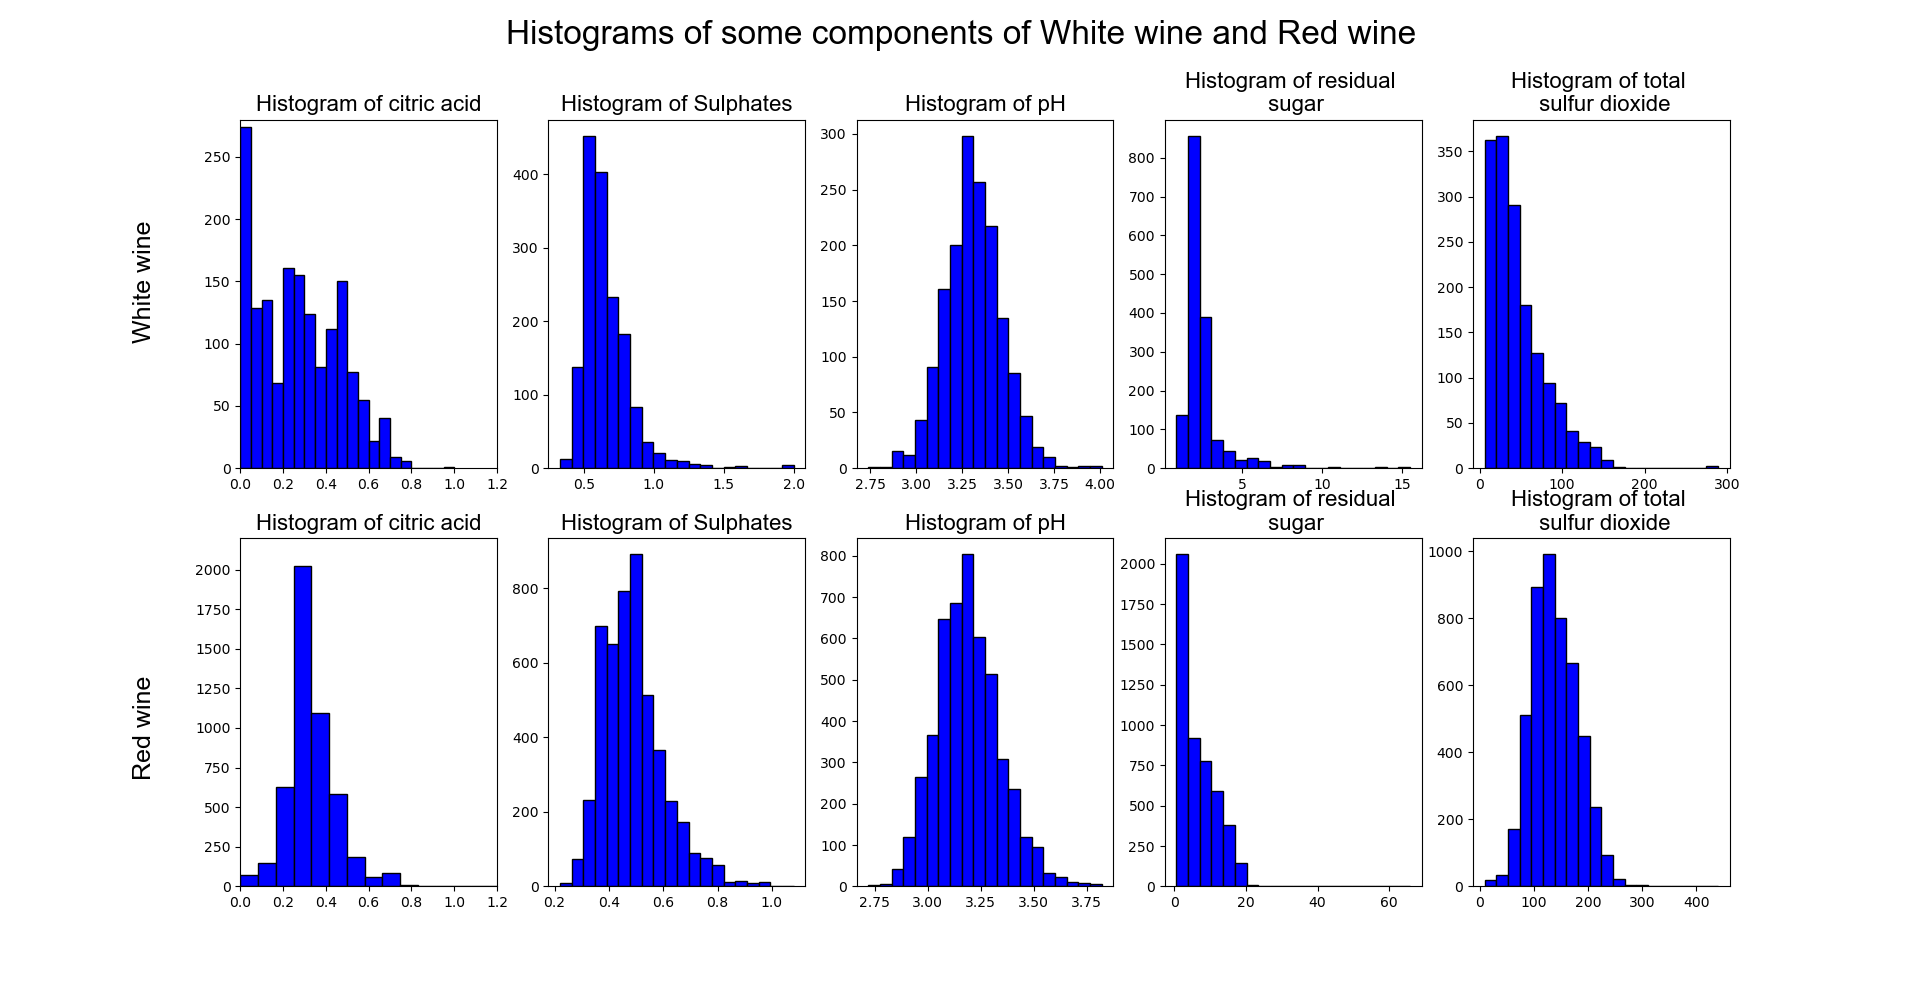 Histograms of some components of White wine and Red wine
Histogram of citric acid
Histogram of Sulphates
Histogram of pH
Histogram of residual
sugar
Histogram of total
sulfur dioxide
White wine
250
200
150
100
50
0
0.0 0.2 0.4 0.6 0.8 1.0 1.2
400
300
200
100
0
0.5 1.0 1.5 2.0
300
250
200
150
100
50
0
2.75 3.00 3.25 3.50 3.75 4.00
800
700
600
500
400
300
200
100
0
5 10 15
350
300
250
200
150
100
50
0
0 100 200 300
Histogram of citric acid
Histogram of Sulphates
Histogram of pH
Histogram of residual
sugar
Histogram of total
sulfur dioxide
Red wine
2000
1750
1500
1250
1000
750
500
250
0
0.0 0.2 0.4 0.6 0.8 1.0 1.2
800
600
400
200
0
0.2 0.4 0.6 0.8 1.0
800
700
600
500
400
300
200
100
0
2.75 3.00 3.25 3.50 3.75
2000
1750
1500
1250
1000
750
500
250
0
0 20 40 60
1000
800
600
400
200
0
0 100 200 300 400